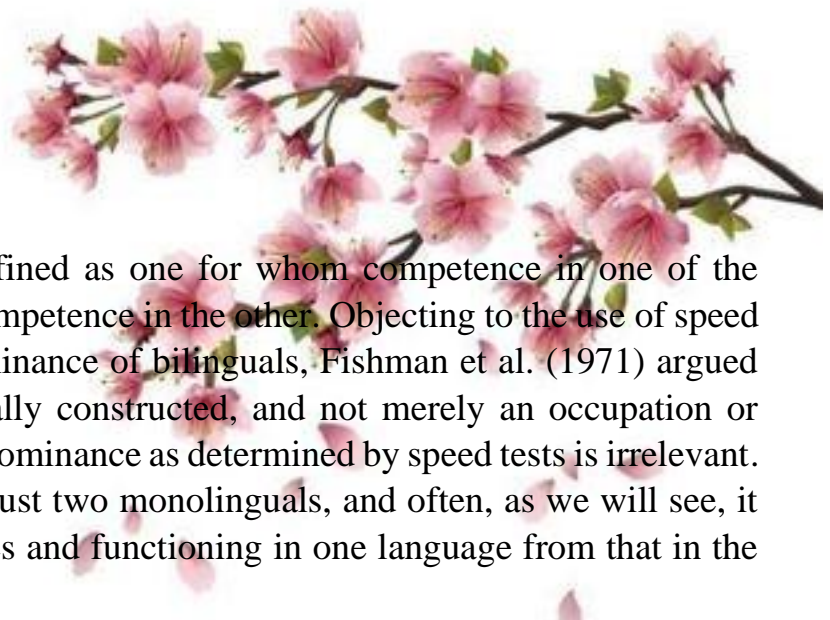 fined as one for whom competence in one of the
mpetence in the other. Objecting to the use of speed
inance of bilinguals, Fishman et al. (1971) argued
ally constructed, and not merely an occupation or
ominance as determined by speed tests is irrelevant.
ust two monolinguals, and often, as we will see, it
s and functioning in one language from that in the